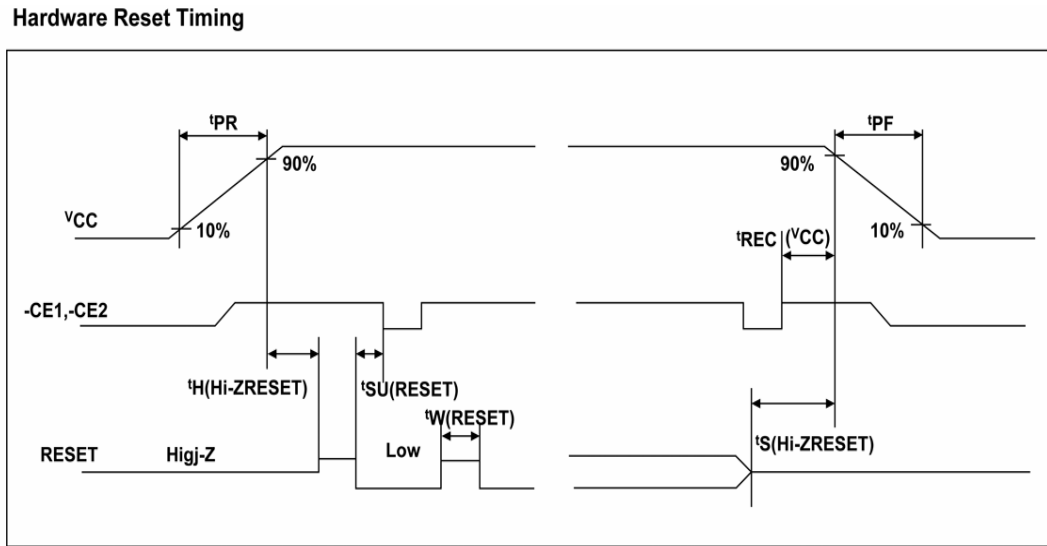 Hardware Reset Timing
tPR
tPF
90%
90%
VCC
10%
10%
tREC (VCC)
-CE1,-CE2
tH(Hi-ZRESET)
tSU(RESET)
tW(RESET)
tS(Hi-ZRESET)
RESET
Higj-Z
Low